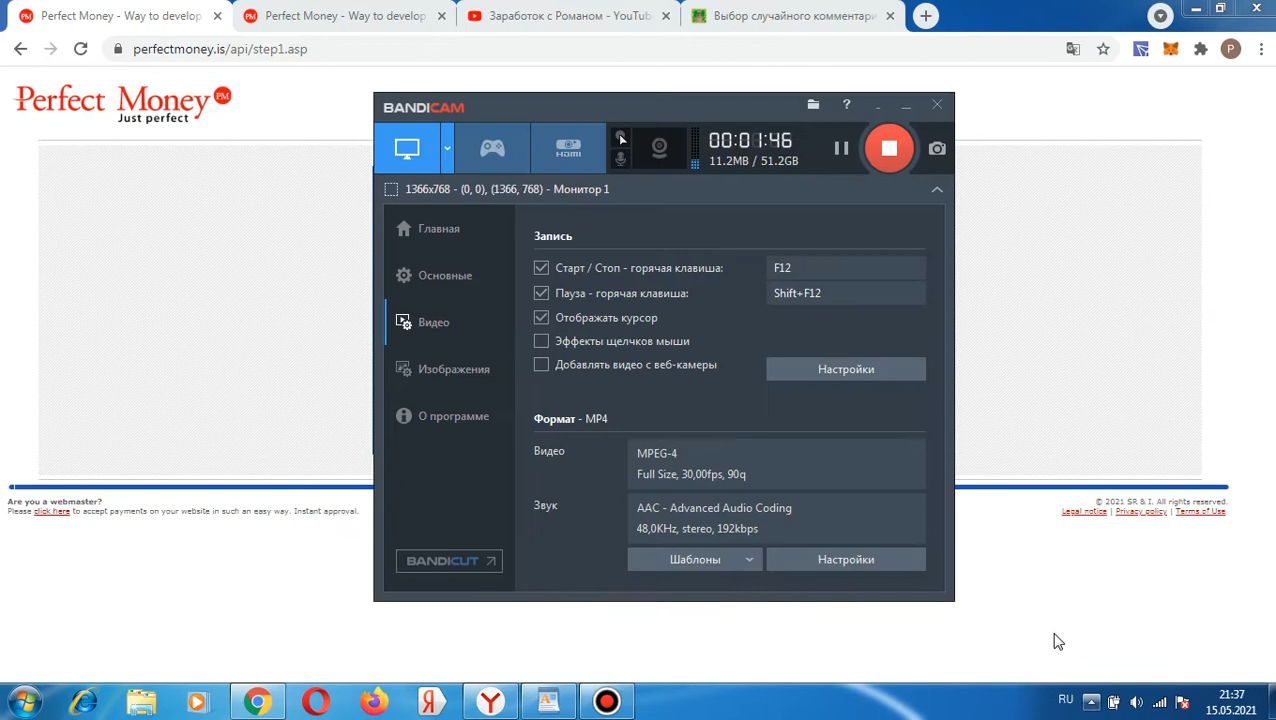 Perfect Money - Way to develop
Perfect Money - Way to develop
Заработок с Романом - YouTube
Выбор случайного комментари
perfectmoney.is/api/step1.asp
P
Perfect Money PM
Just perfect
BANDICAM
HDMI
00:01:46
11.2MB / 51.2GB
1366x768 - (0, 0), (1366, 768) - Монитор 1
Главная
Основные
Видео
Изображения
О программе
BANDICUT
Запись
Старт / Стоп - горячая клавиша:
F12
Пауза - горячая клавиша:
Shift+F12
Отображать курсор
Эффекты щелчков мыши
Добавлять видео с веб-камеры
Настройки
Формат - MP4
Видео
MPEG-4
Full Size, 30,00fps, 90q
Звук
AAC - Advanced Audio Coding
48,0KHz, stereo, 192kbps
Шаблоны
Настройки
Are you a webmaster?
Please click here to accept payments on your website in such an easy way. Instant approval.
© 2021 SR & I. All rights reserved.
Legal notice | Privacy policy | Terms of Use
RU
21:37
15.05.2021